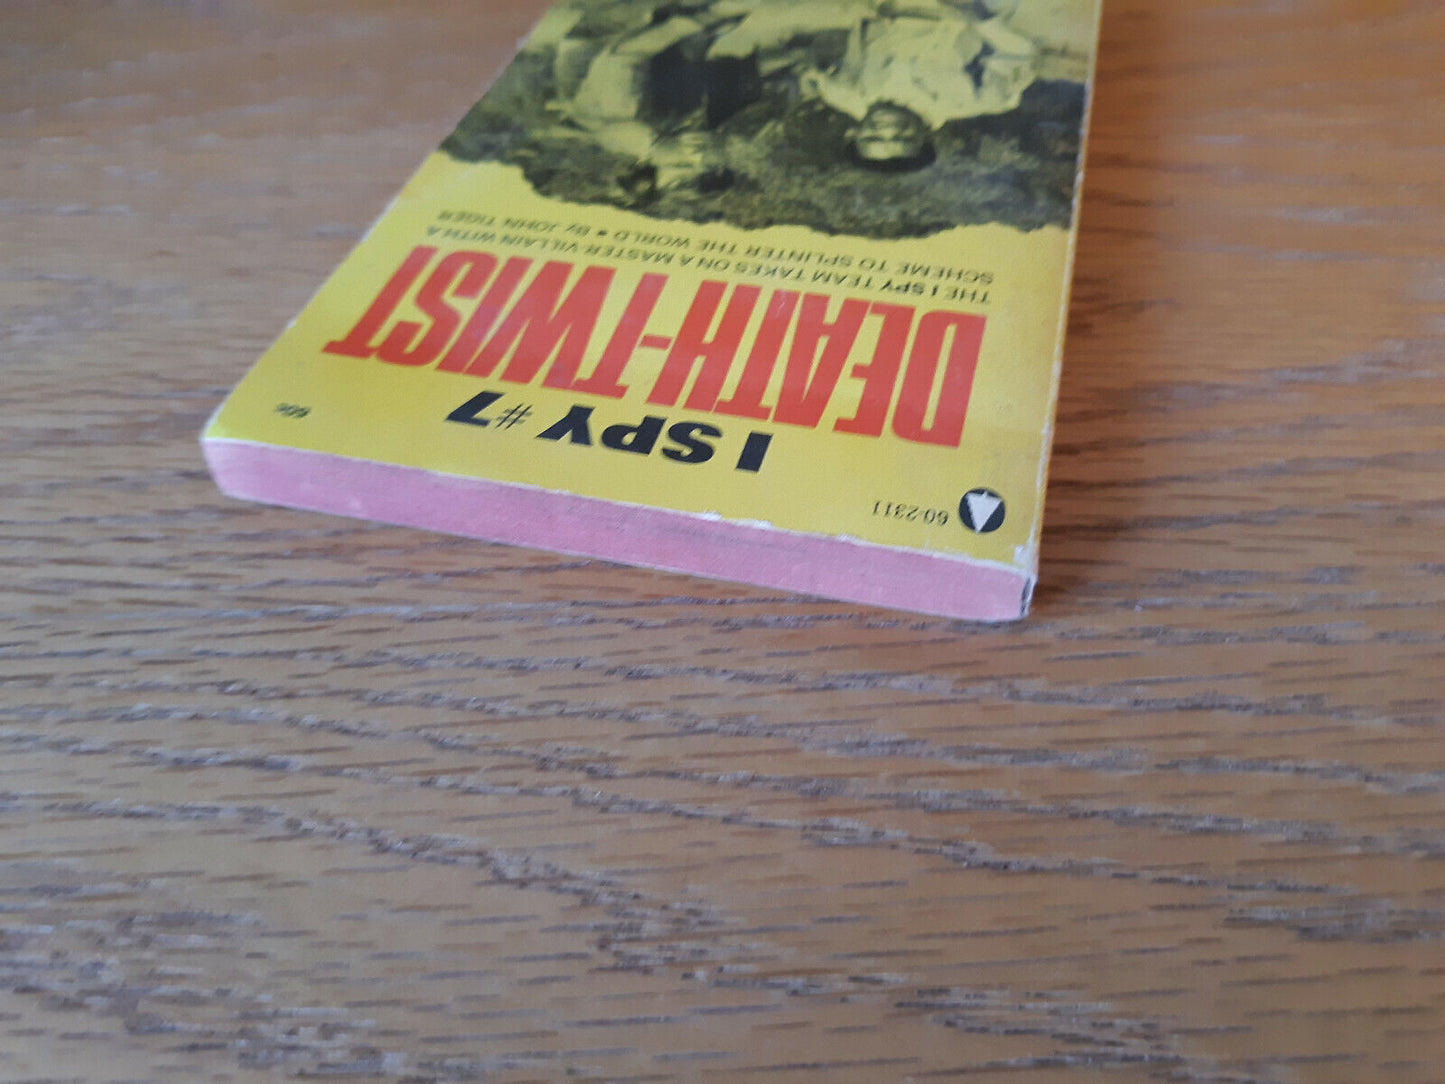 60-2311
60c
I SPY #7
DEATH-TWIST
THE I SPY TEAM TAKES ON A MASTER VILLAIN WITH A
SCHEME TO SPLINTER THE WORLD • By JOHN TIGER